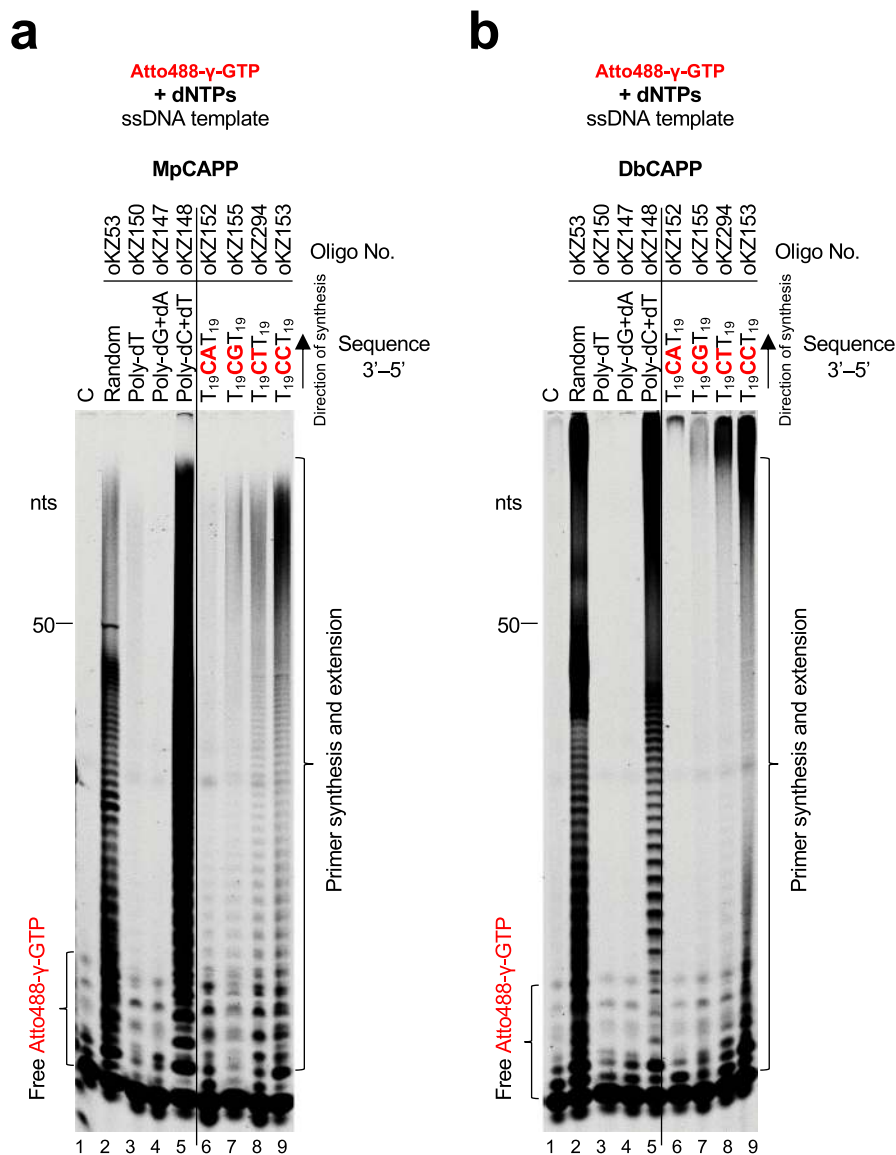 a
Atto488-γ-GTP
+ dNTPs
ssDNA template
MpCAPP
oKZ53
oKZ150
oKZ147
oKZ148
oKZ152
oKZ155
oKZ294
oKZ153
Oligo No.
C
Random
Poly-dT
Poly-dG+dA
Poly-dC+dT
T₁₉CAT₁₉
T₁₉CGT₁₉
T₁₉CTT₁₉
T₁₉CCT₁₉
Direction of synthesis
Sequence
3'–5'
nts
50
Primer synthesis and extension
Free Atto488-γ-GTP
1 2 3 4 5 6 7 8 9
b
Atto488-γ-GTP
+ dNTPs
ssDNA template
DbCAPP
oKZ53
oKZ150
oKZ147
oKZ148
oKZ152
oKZ155
oKZ294
oKZ153
Oligo No.
C
Random
Poly-dT
Poly-dG+dA
Poly-dC+dT
T₁₉CAT₁₉
T₁₉CGT₁₉
T₁₉CTT₁₉
T₁₉CCT₁₉
Direction of synthesis
Sequence
3'–5'
nts
50
Primer synthesis and extension
Free Atto488-γ-GTP
1 2 3 4 5 6 7 8 9